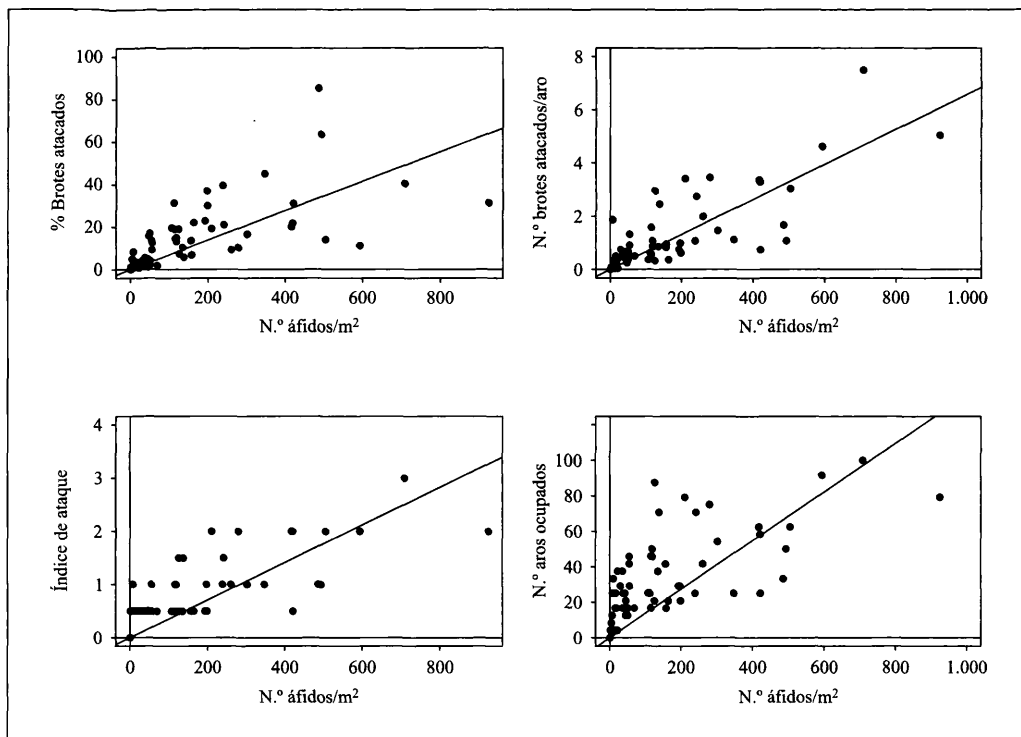 100
80
60
40
20
0
% Brotes atacados
0 200 400 600 800
N.º áfidos/m²
8
6
4
2
0
N.º brotes atacados/aro
0 200 400 600 800 1.000
N.º áfidos/m²
4
3
2
1
0
Índice de ataque
0 200 400 600 800
N.º áfidos/m²
100
80
60
40
20
0
N.º aros ocupados
0 200 400 600 800 1.000
N.º áfidos/m²